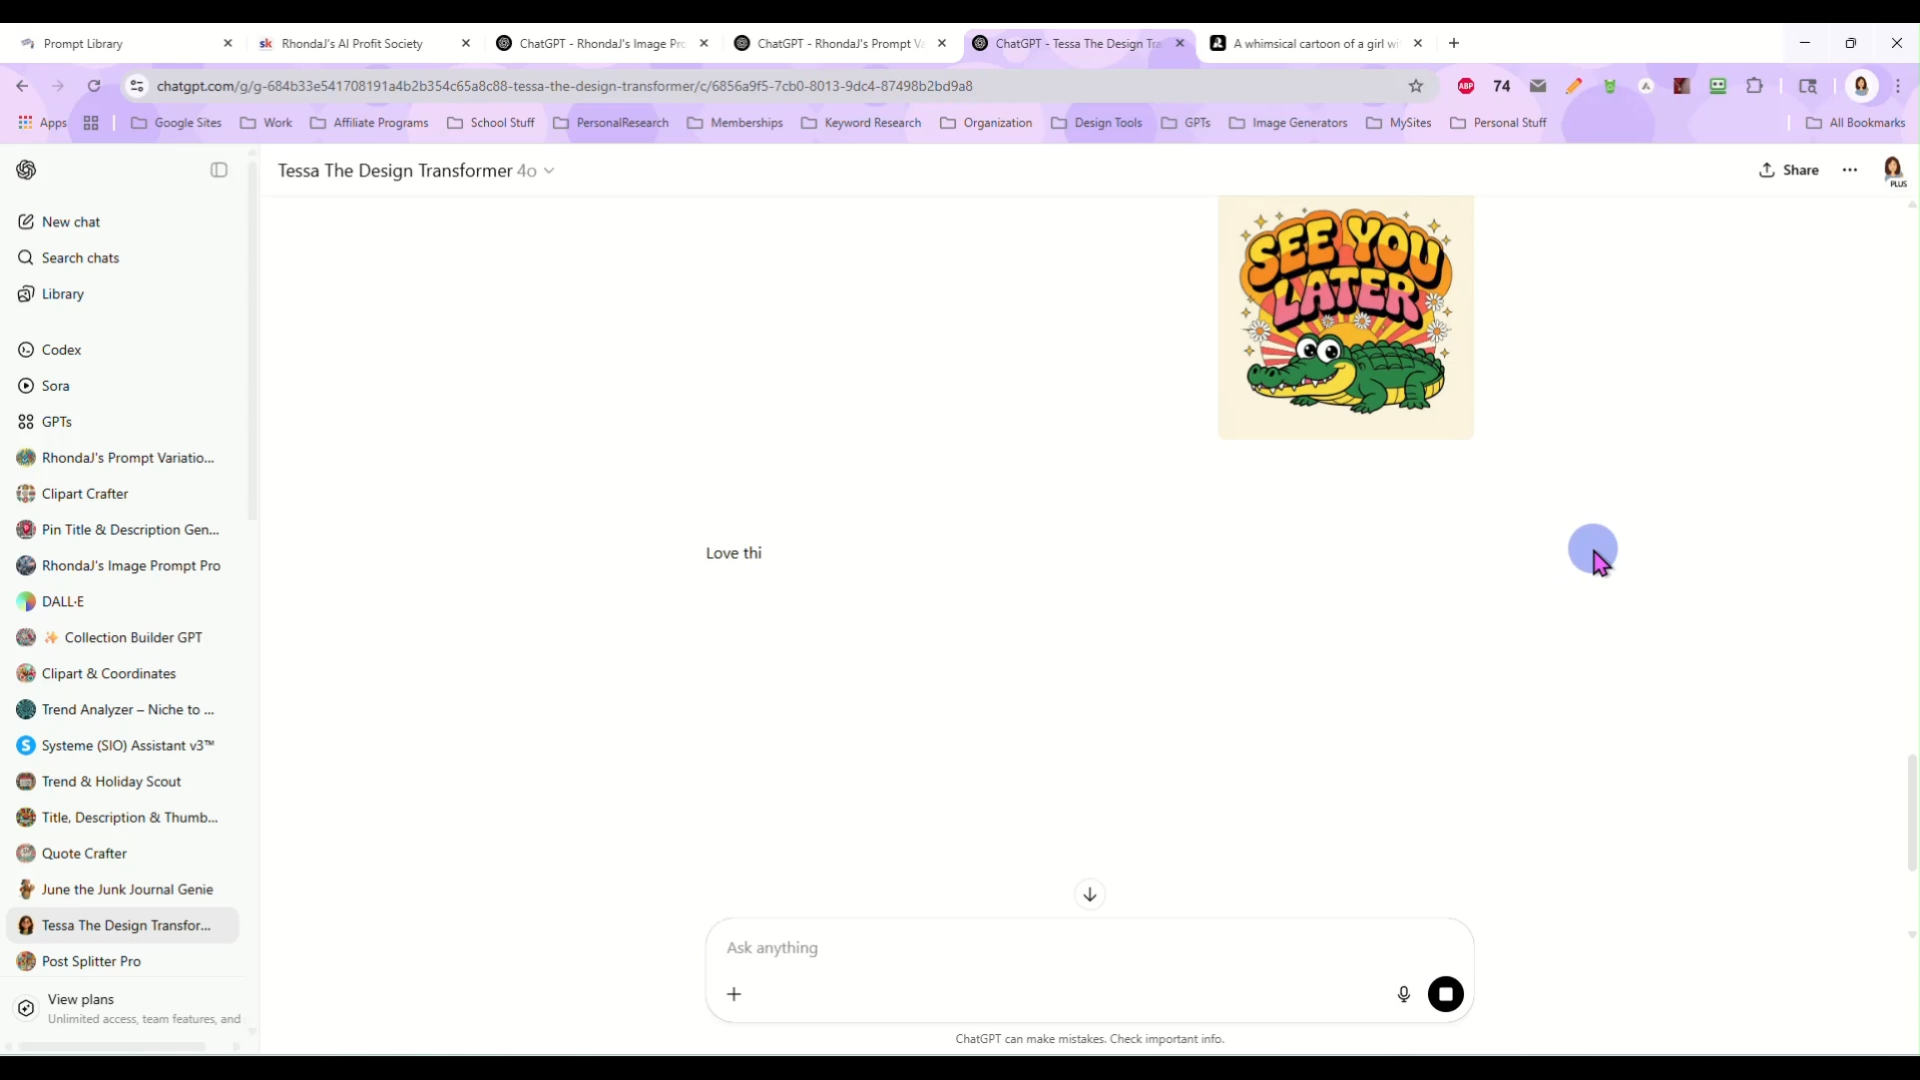 Prompt Library
sk RhondaJ's AI Profit Society
ChatGPT - RhondaJ's Image Pro
ChatGPT - RhondaJ's Prompt Va
ChatGPT - Tessa The Design Tra
A whimsical cartoon of a girl wi
chatgpt.com/g/g-684b33e541708191a4b2b354c65a8c88-tessa-the-design-transformer/c/6856a9f5-7cb0-8013-9dc4-87498b2bd9a8
ABP
74
Apps
Google Sites
Work
Affiliate Programs
School Stuff
PersonalResearch
Memberships
Keyword Research
Organization
Design Tools
GPTs
Image Generators
MySites
Personal Stuff
All Bookmarks
Tessa The Design Transformer 4o
Share
PLUS
New chat
Search chats
Library
Codex
Sora
GPTs
RhondaJ's Prompt Variatio...
Clipart Crafter
Pin Title & Description Gen...
RhondaJ's Image Prompt Pro
DALL·E
✨ Collection Builder GPT
Clipart & Coordinates
Trend Analyzer – Niche to ...
S Systeme (SIO) Assistant v3™
Trend & Holiday Scout
Title, Description & Thumb...
Quote Crafter
June the Junk Journal Genie
Tessa The Design Transfor...
Post Splitter Pro
View plans
Unlimited access, team features, and
SEE YOU
LATER
Love thi
Ask anything
ChatGPT can make mistakes. Check important info.